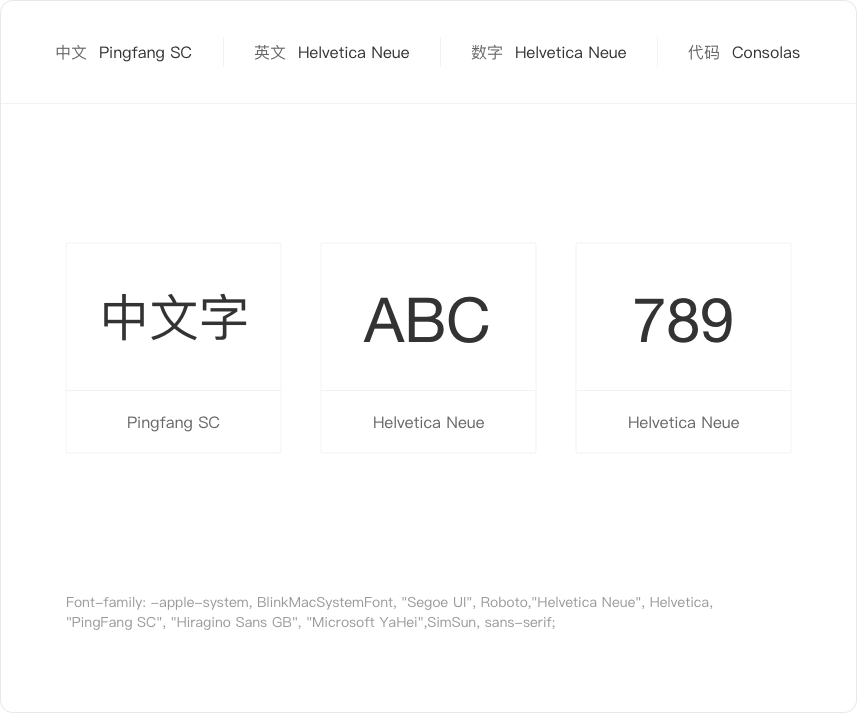 中文 Pingfang SC 英文 Helvetica Neue 数字 Helvetica Neue 代码 Consolas
中文字 ABC 789
Pingfang SC Helvetica Neue Helvetica Neue
Font-family: -apple-system, BlinkMacSystemFont, "Segoe UI", Roboto,"Helvetica Neue", Helvetica,
"PingFang SC", "Hiragino Sans GB", "Microsoft YaHei",SimSun, sans-serif;